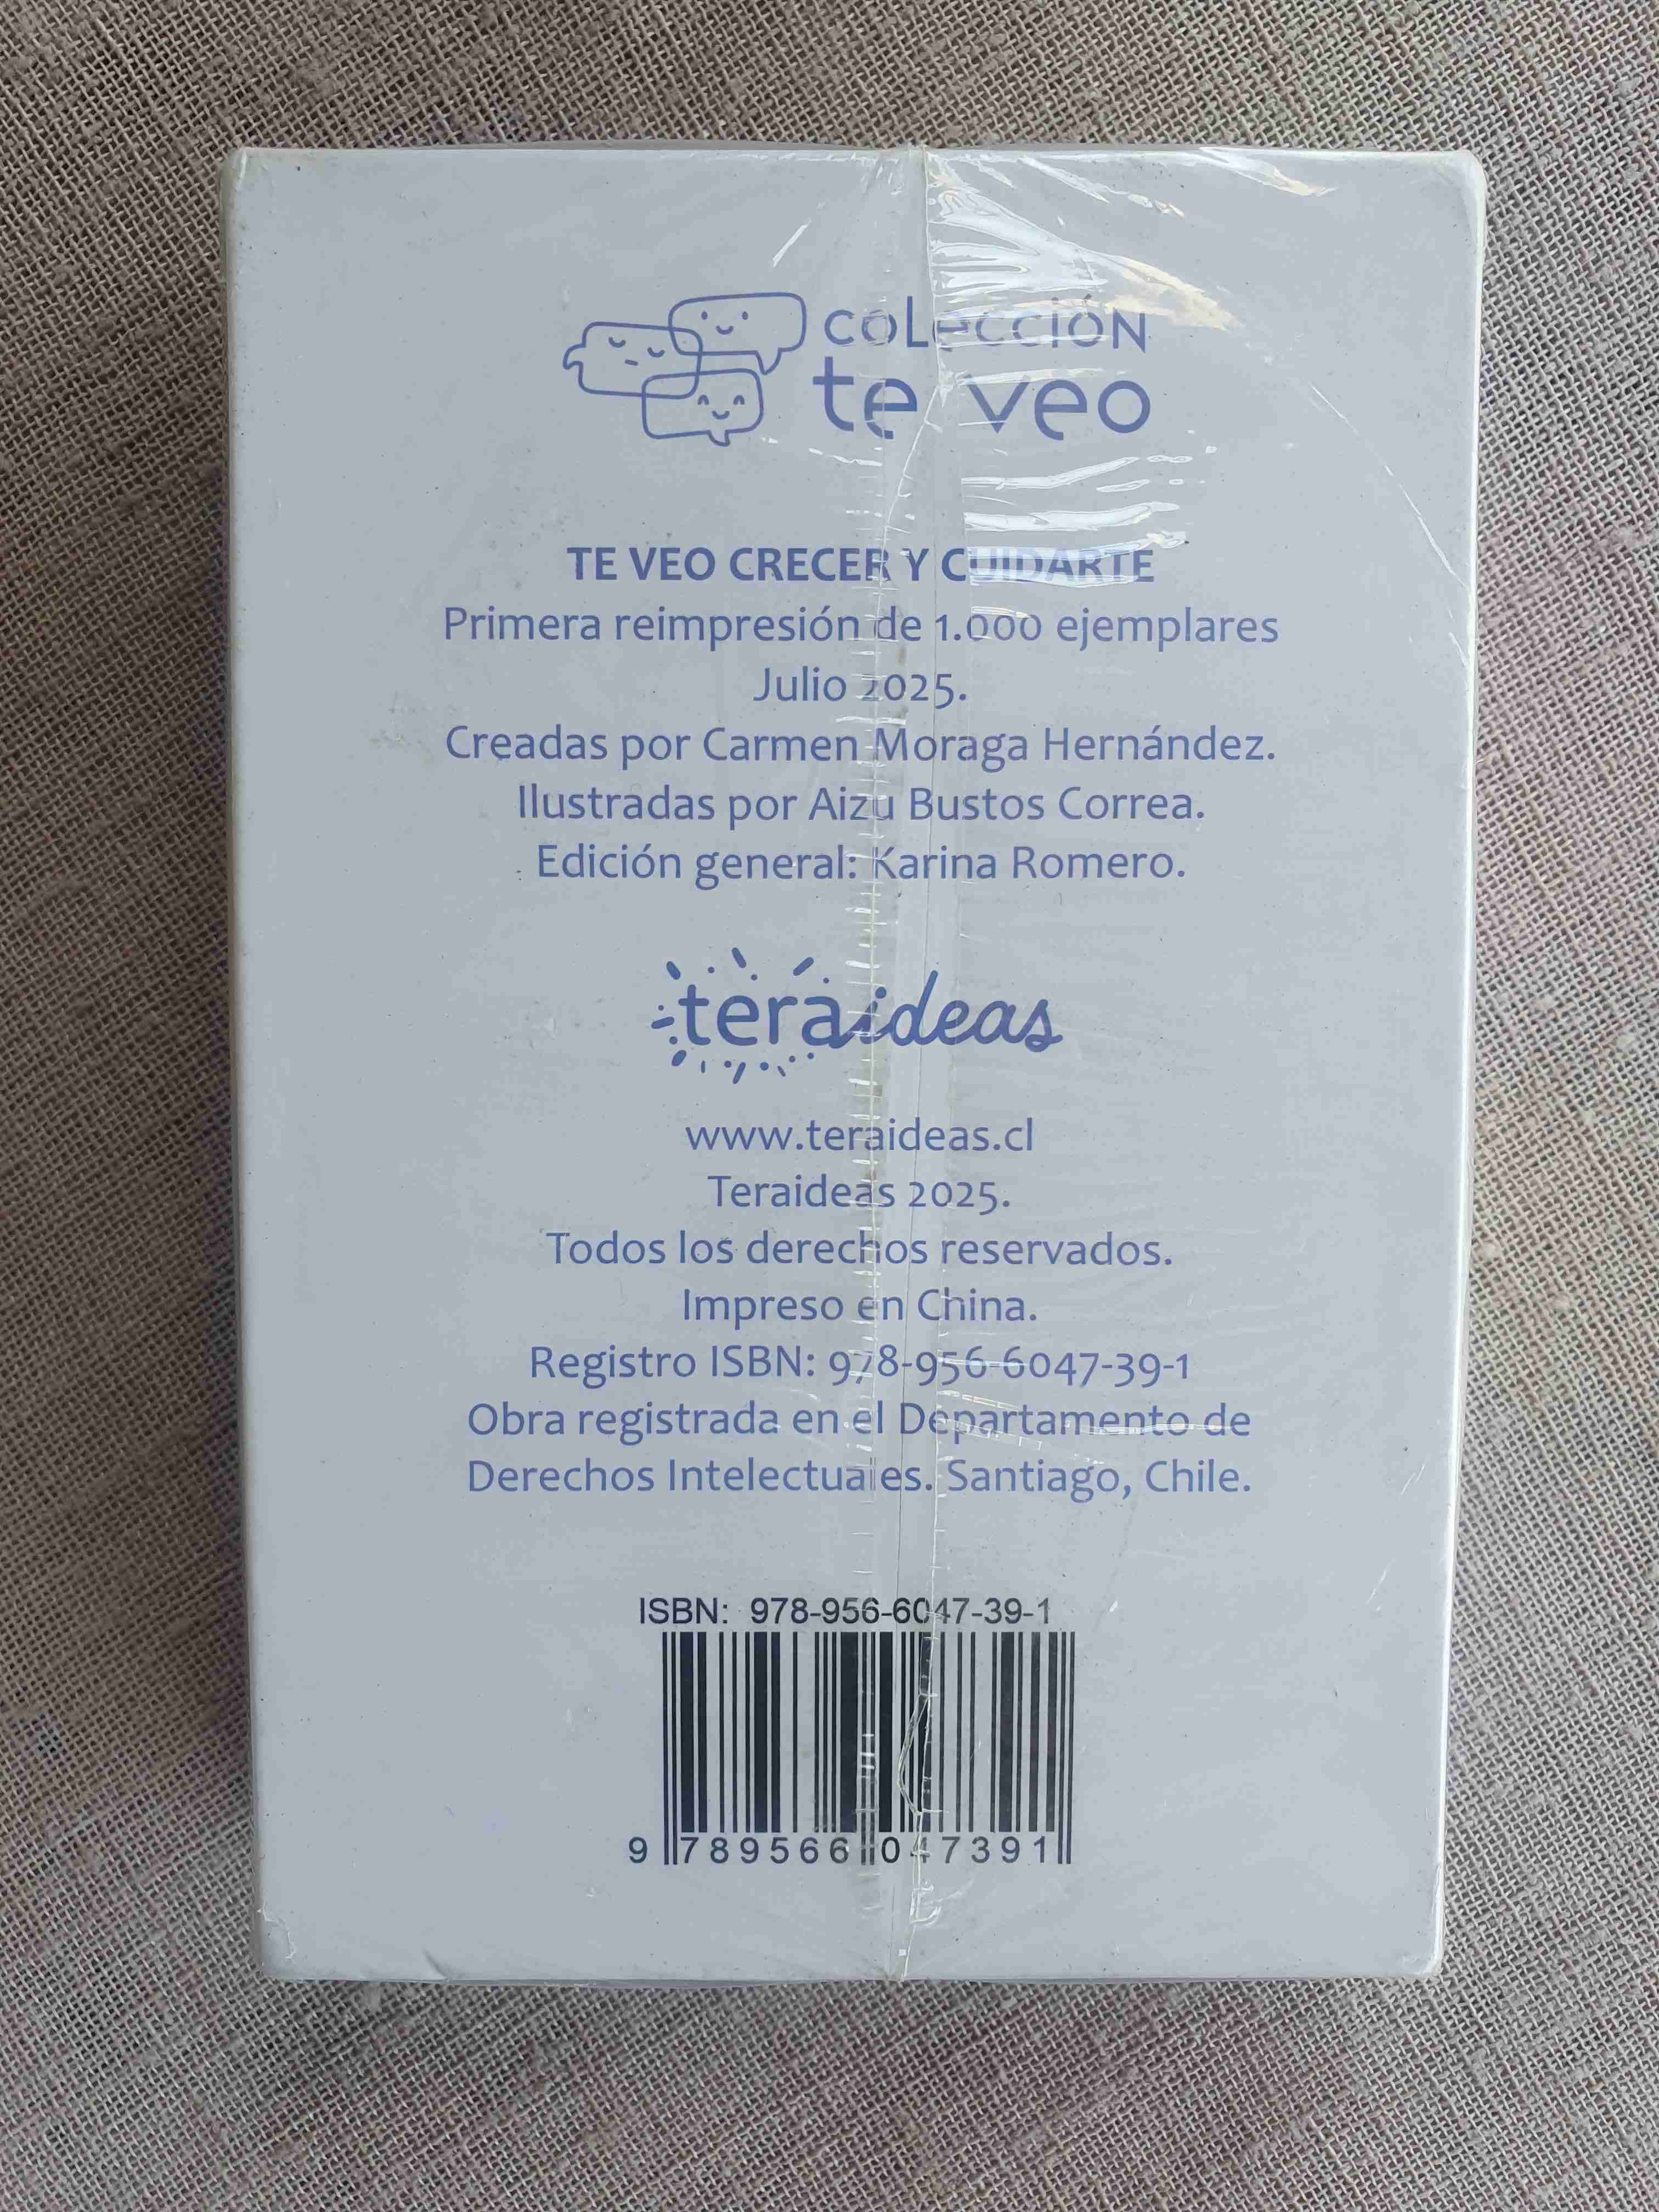 COLECCIÓN
te veo
TE VEO CRECER Y CUIDARTE
Primera reimpresión de 1.000 ejemplares
Julio 2025.
Creadas por Carmen Moraga Hernández.
Ilustradas por Aizu Bustos Correa.
Edición general: Karina Romero.
teraideas
www.teraideas.cl
Teraideas 2025.
Todos los derechos reservados.
Impreso en China.
Registro ISBN: 978-956-6047-39-1
Obra registrada en el Departamento de
Derechos Intelectuales. Santiago, Chile.
ISBN: 978-956-6047-39-1
9 789566 047391